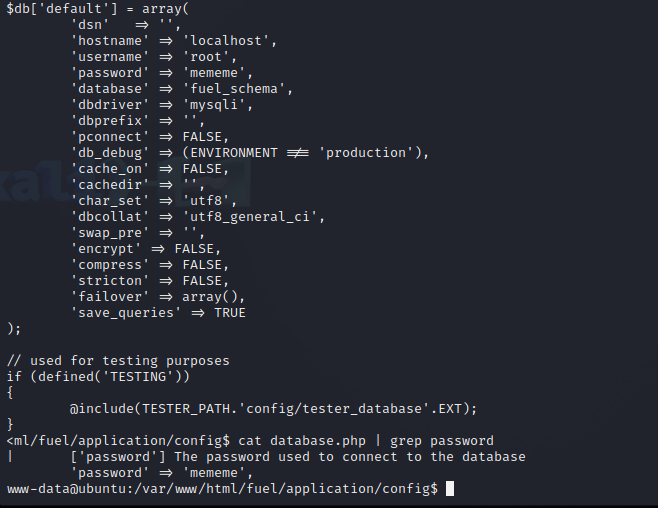 $db['default'] = array(
        'dsn'   => '',
        'hostname' => 'localhost',
        'username' => 'root',
        'password' => 'mememe',
        'database' => 'fuel_schema',
        'dbdriver' => 'mysqli',
        'dbprefix' => '',
        'pconnect' => FALSE,
        'db_debug' => (ENVIRONMENT !== 'production'),
        'cache_on' => FALSE,
        'cachedir' => '',
        'char_set' => 'utf8',
        'dbcollat' => 'utf8_general_ci',
        'swap_pre' => '',
        'encrypt' => FALSE,
        'compress' => FALSE,
        'stricton' => FALSE,
        'failover' => array(),
        'save_queries' => TRUE
);

// used for testing purposes
if (defined('TESTING'))
{
        @include(TESTER_PATH.'config/tester_database'.EXT);
}
<ml/fuel/application/config$ cat database.php | grep password
|       ['password'] The password used to connect to the database
        'password' => 'mememe',
www-data@ubuntu:/var/www/html/fuel/application/config$